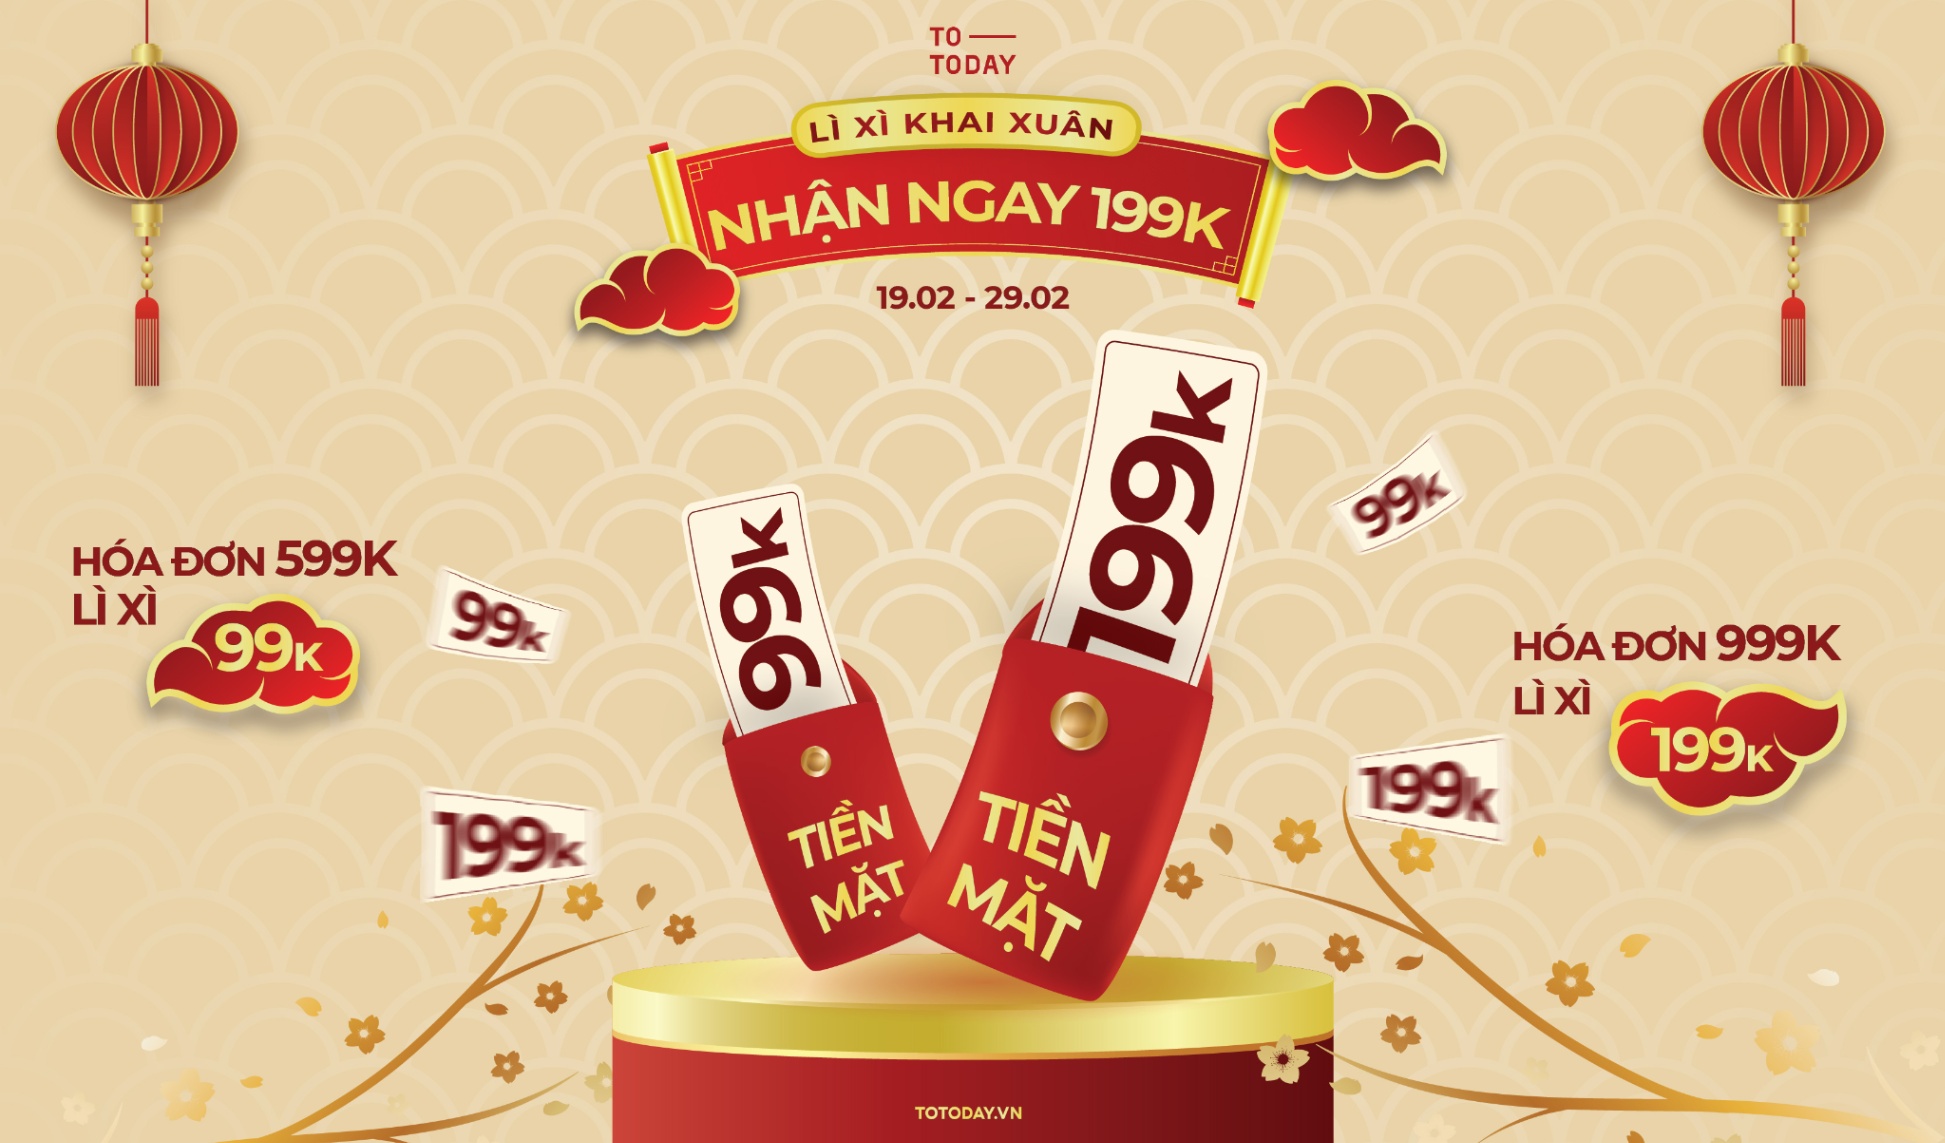 TO
TODAY
LÌ XÌ KHAI XUÂN
NHẬN NGAY 199K
19.02 - 29.02
199K
99K
99K
HÓA ĐƠN 599K
LÌ XÌ
99K
99K
HÓA ĐƠN 999K
LÌ XÌ
199K
199K
199K
TIỀN
MẶT
TIỀN
MẶT
TOTODAY.VN